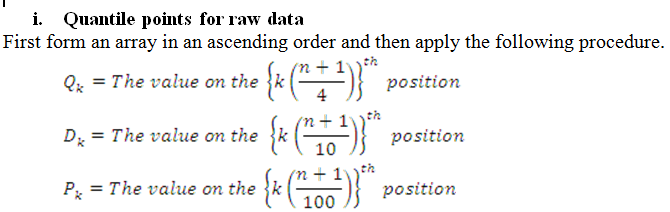 i. Quantile points for raw data
First form an array in an ascending order and then apply the following procedure.
Qₖ = The value on the {k((n + 1)/4)}ᵗʰ position
Dₖ = The value on the {k((n + 1)/10)}ᵗʰ position
Pₖ = The value on the {k((n + 1)/100)}ᵗʰ position